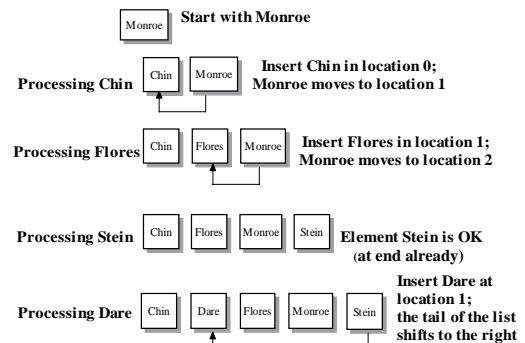 Monroe Start with Monroe
Processing Chin Chin Monroe Insert Chin in location 0;
Monroe moves to location 1
Processing Flores Chin Flores Monroe Insert Flores in location 1;
Monroe moves to location 2
Processing Stein Chin Flores Monroe Stein Element Stein is OK
(at end already)
Processing Dare Chin Dare Flores Monroe Stein Insert Dare at
location 1;
the tail of the list
shifts to the right